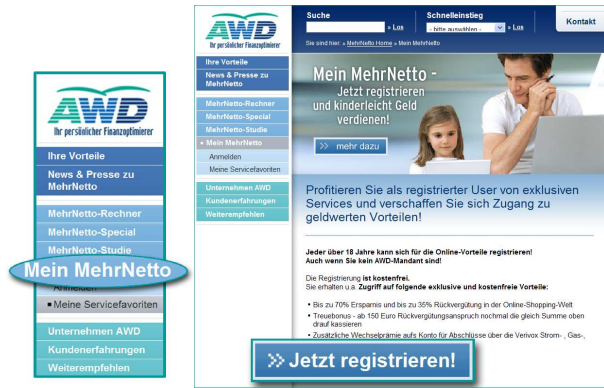 AWD
Ihr persönlicher Finanzoptimierer
Ihre Vorteile
News & Presse zu
MehrNetto
MehrNetto-Rechner
MehrNetto-Special
MehrNetto-Studie
Mein MehrNetto
Anmelden
Meine Servicefavoriten
Unternehmen AWD
Kundenerfahrungen
Weiterempfehlen
AWD
Ihr persönlicher Finanzoptimierer
Ihre Vorteile
News & Presse zu
MehrNetto
MehrNetto-Rechner
MehrNetto-Special
MehrNetto-Studie
Mein MehrNetto
Anmelden
Meine Servicefavoriten
Unternehmen AWD
Kundenerfahrungen
Weiterempfehlen
Suche
» Los
Schnelleinstieg
- bitte auswählen -
» Los
Kontakt
Sie sind hier: » MehrNetto Home » Mein MehrNetto
Mein MehrNetto -
Jetzt registrieren
und kinderleicht Geld
verdienen!
» mehr dazu
Profitieren Sie als registrierter User von exklusiven
Services und verschaffen Sie sich Zugang zu
geldwerten Vorteilen!
Jeder über 18 Jahre kann sich für die Online-Vorteile registrieren!
Auch wenn Sie kein AWD-Mandant sind!
Die Registrierung ist kostenfrei.
Sie erhalten u.a. Zugriff auf folgende exklusive und kostenfreie Vorteile:
• Bis zu 70% Ersparnis und bis zu 35% Rückvergütung in der Online-Shopping-Welt
• Treuebonus - ab 150 Euro Rückvergütungsanspruch nochmal die gleich Summe oben
drauf kassieren
• Zusätzliche Wechselprämie aufs Konto für Abschlüsse über die Verivox Strom- , Gas-,
» Jetzt registrieren!